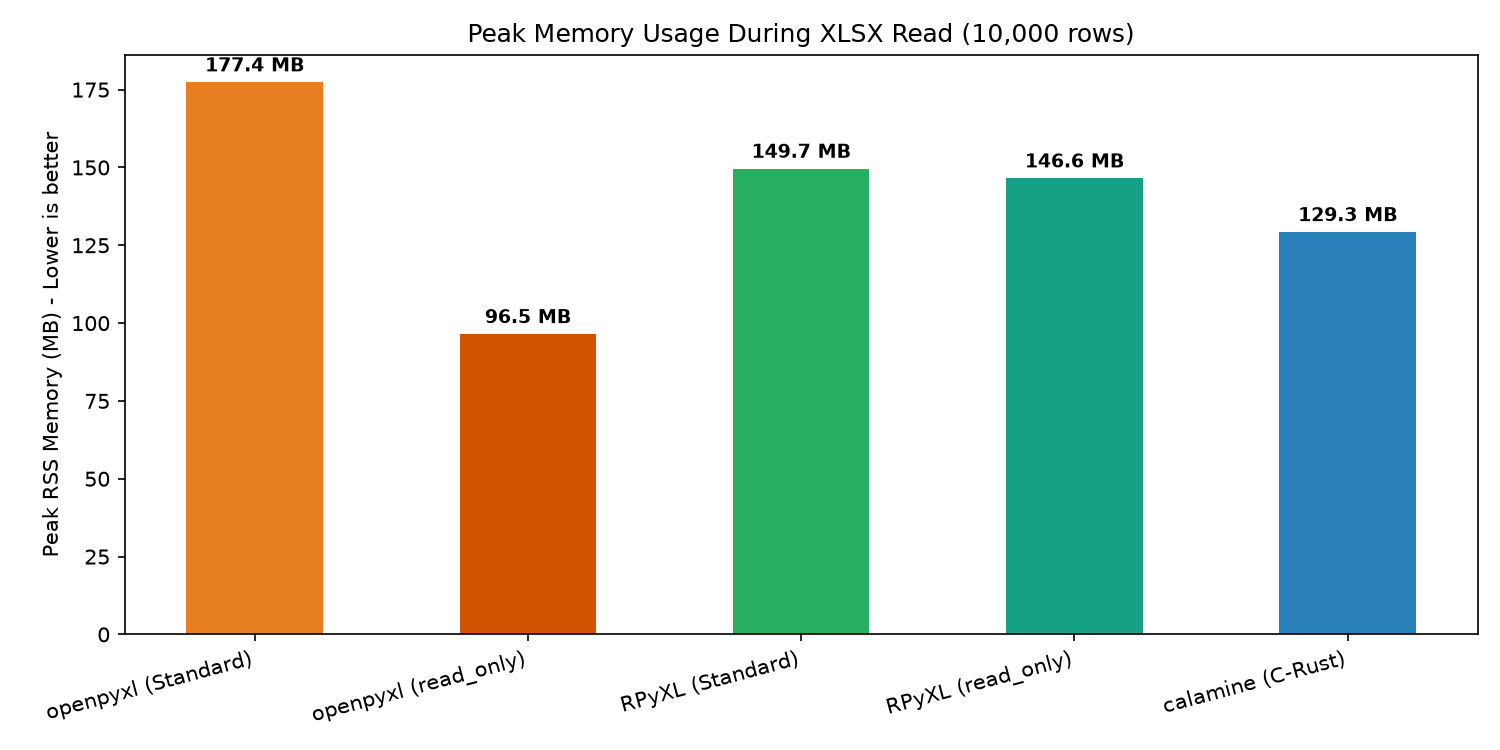 Peak Memory Usage During XLSX Read (10,000 rows)
Peak RSS Memory (MB) - Lower is better
175
150
125
100
75
50
25
0
177.4 MB
96.5 MB
149.7 MB
146.6 MB
129.3 MB
openpyxl (Standard)
openpyxl (read_only)
RPyXL (Standard)
RPyXL (read_only)
calamine (C-Rust)